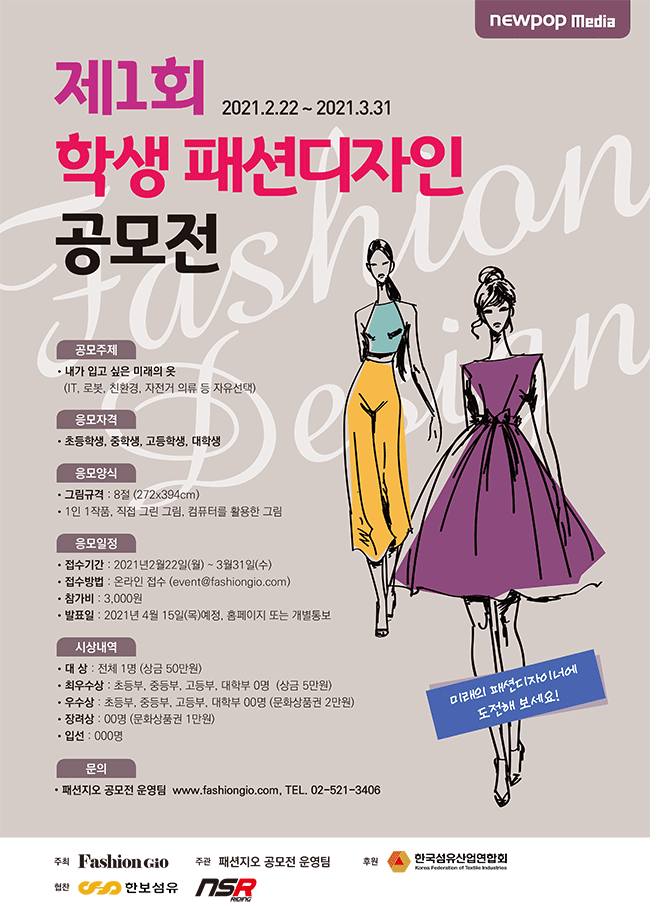 newpop Media
제1회
2021.2.22 ~ 2021.3.31
학생 패션디자인
공모전
Fashion
Design
공모주제
• 내가 입고 싶은 미래의 옷
(IT, 로봇, 친환경, 자전거 의류 등 자유선택)
응모자격
• 초등학생, 중학생, 고등학생, 대학생
응모양식
• 그림규격 : 8절 (272x394cm)
• 1인 1작품, 직접 그린 그림, 컴퓨터를 활용한 그림
응모일정
• 접수기간 : 2021년2월22일(월) ~ 3월31일(수)
• 접수방법 : 온라인 접수 (event@fashiongio.com)
• 참가비 : 3,000원
• 발표일 : 2021년 4월 15일(목)예정, 홈페이지 또는 개별통보
시상내역
• 대 상 : 전체 1명 (상금 50만원)
• 최우수상 : 초등부, 중등부, 고등부, 대학부 0명 (상금 5만원)
• 우수상 : 초등부, 중등부, 고등부, 대학부 00명 (문화상품권 2만원)
• 장려상 : 00명 (문화상품권 1만원)
• 입선 : 000명
미래의 패션디자이너에
도전해 보세요!
문의
• 패션지오 공모전 운영팀 www.fashiongio.com, TEL. 02-521-3406
주최 Fashion GIO 주관 패션지오 공모전 운영팀 후원 한국섬유산업연합회
Korea Federation of Textile Industries
협찬 한보섬유 NSR
RIDING